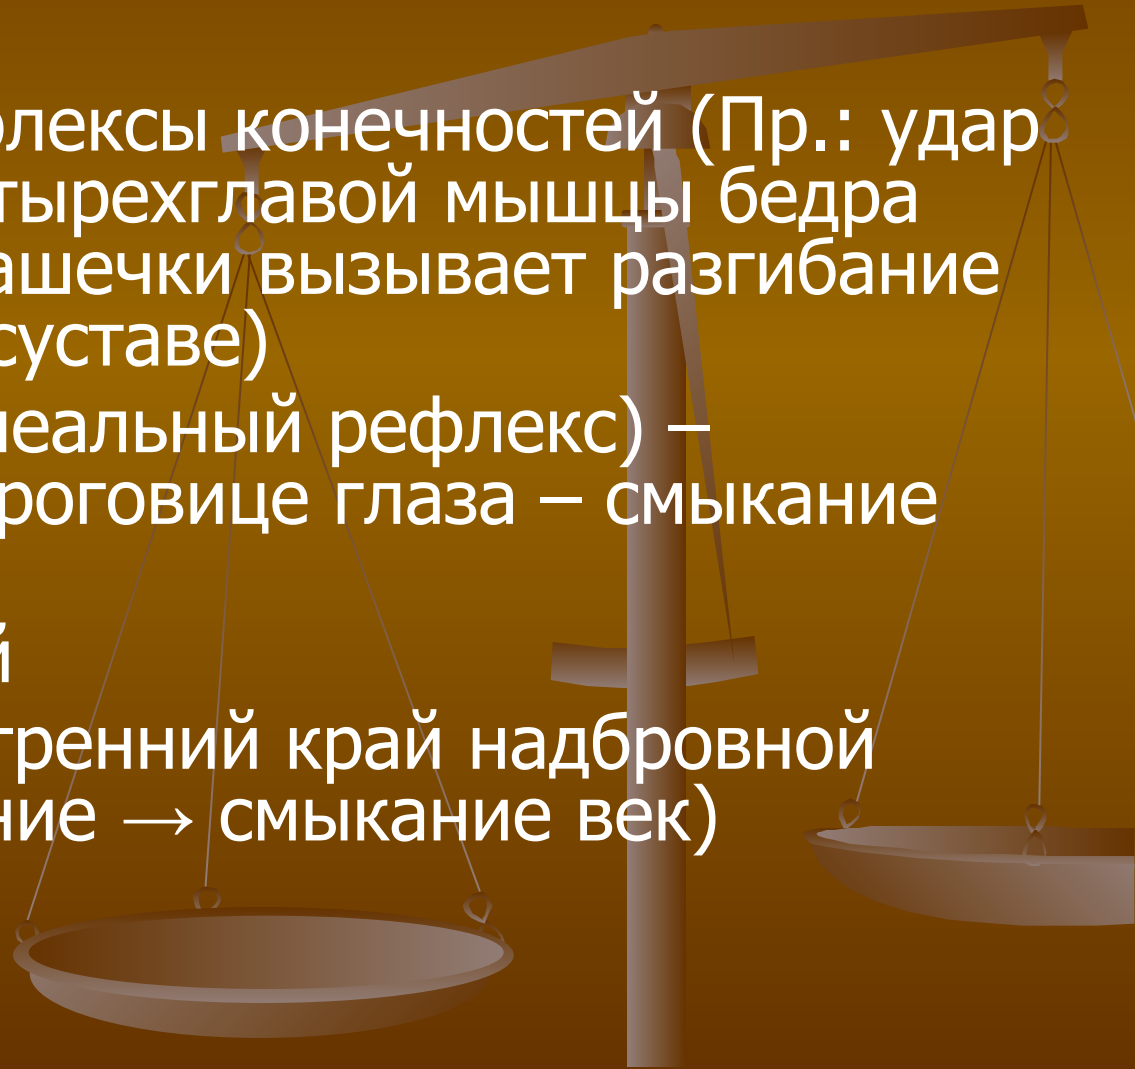 лексы конечностей (Пр.: удар
тырехглавой мышцы бедра
ашечки вызывает разгибание
суставе)
неальный рефлекс) –
роговице глаза – смыкание
й
тренний край надбровной
ние → смыкание век)